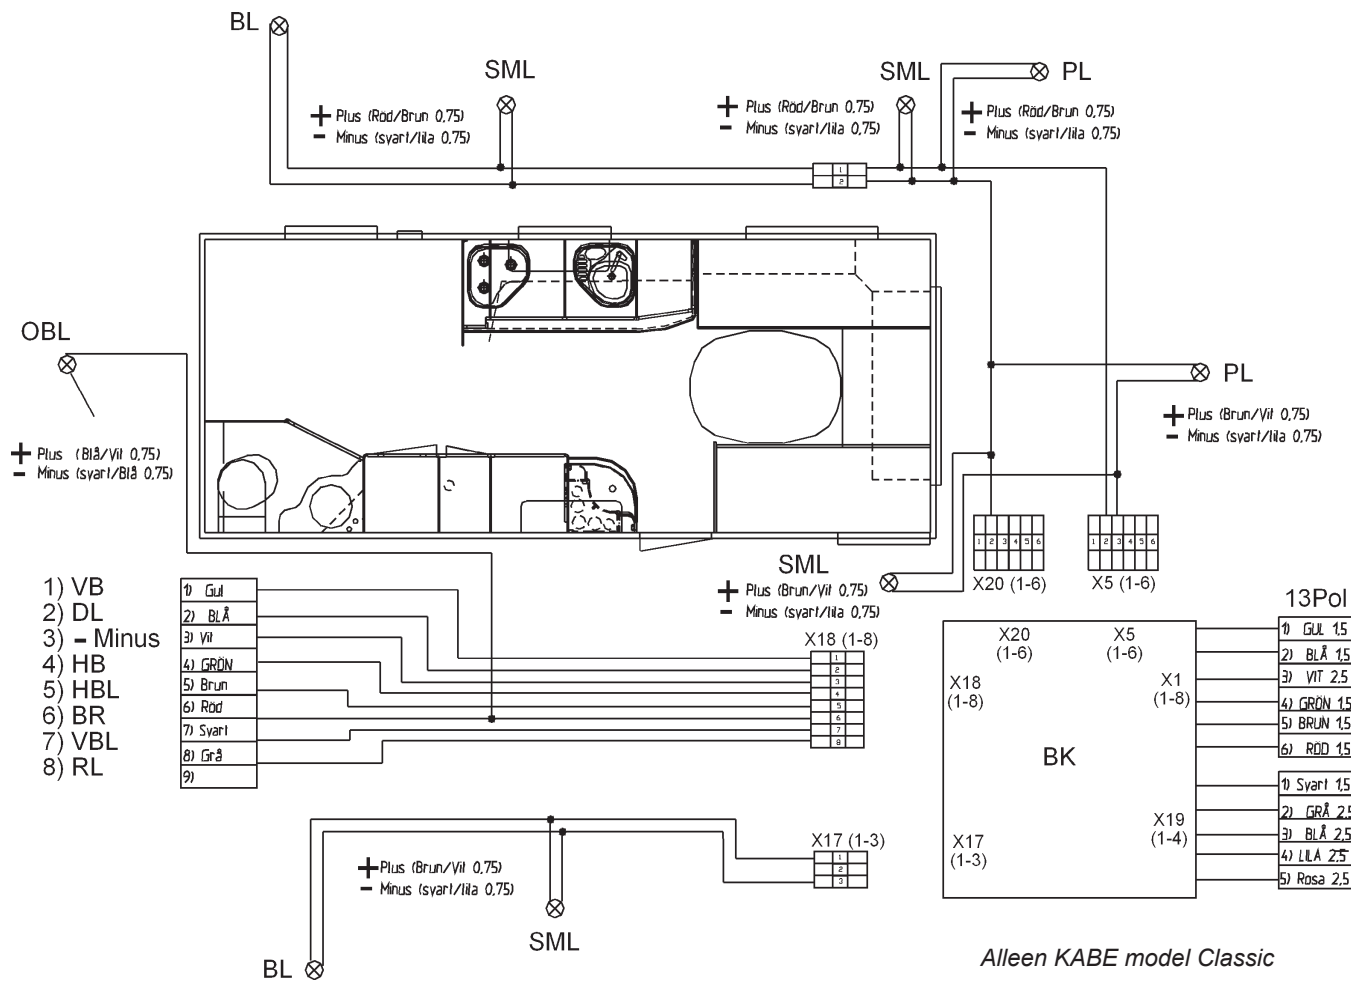 BL
SML
SML
PL
+ Plus (Röd/Brun 0,75)
- Minus (svart/lila 0,75)
+ Plus (Röd/Brun 0,75)
- Minus (svart/lila 0,75)
+ Plus (Röd/Brun 0,75)
- Minus (svart/lila 0,75)
1
2
OBL
+ Plus (Blå/Vit 0,75)
- Minus (svart/Blå 0,75)
PL
+ Plus (Brun/Vit 0,75)
- Minus (svart/lila 0,75)
1 2 3 4 5 6
X20 (1-6)
1 2 3 4 5 6
X5 (1-6)
SML
+ Plus (Brun/Vit 0,75)
- Minus (svart/lila 0,75)
1) VB
2) DL
3) - Minus
4) HB
5) HBL
6) BR
7) VBL
8) RL
1) Gul
2) BLÅ
3) Vit
4) GRÖN
5) Brun
6) Röd
7) Svart
8) Grå
9)
X18 (1-8)
1
2
3
4
5
6
7
8
X17 (1-3)
1
2
3
+ Plus (Brun/Vit 0,75)
- Minus (svart/lila 0,75)
SML
BL
X20
(1-6)
X5
(1-6)
X18
(1-8)
X1
(1-8)
BK
X17
(1-3)
X19
(1-4)
13Pol
1) GUL 1,5
2) BLÅ 1,5
3) VIT 2,5
4) GRÖN 1,5
5) BRUN 1,5
6) RÖD 1,5
1) Svart 1,5
2) GRÅ 2,5
3) BLÅ 2,5
4) LILA 2,5
5) Rosa 2,5
Alleen KABE model Classic